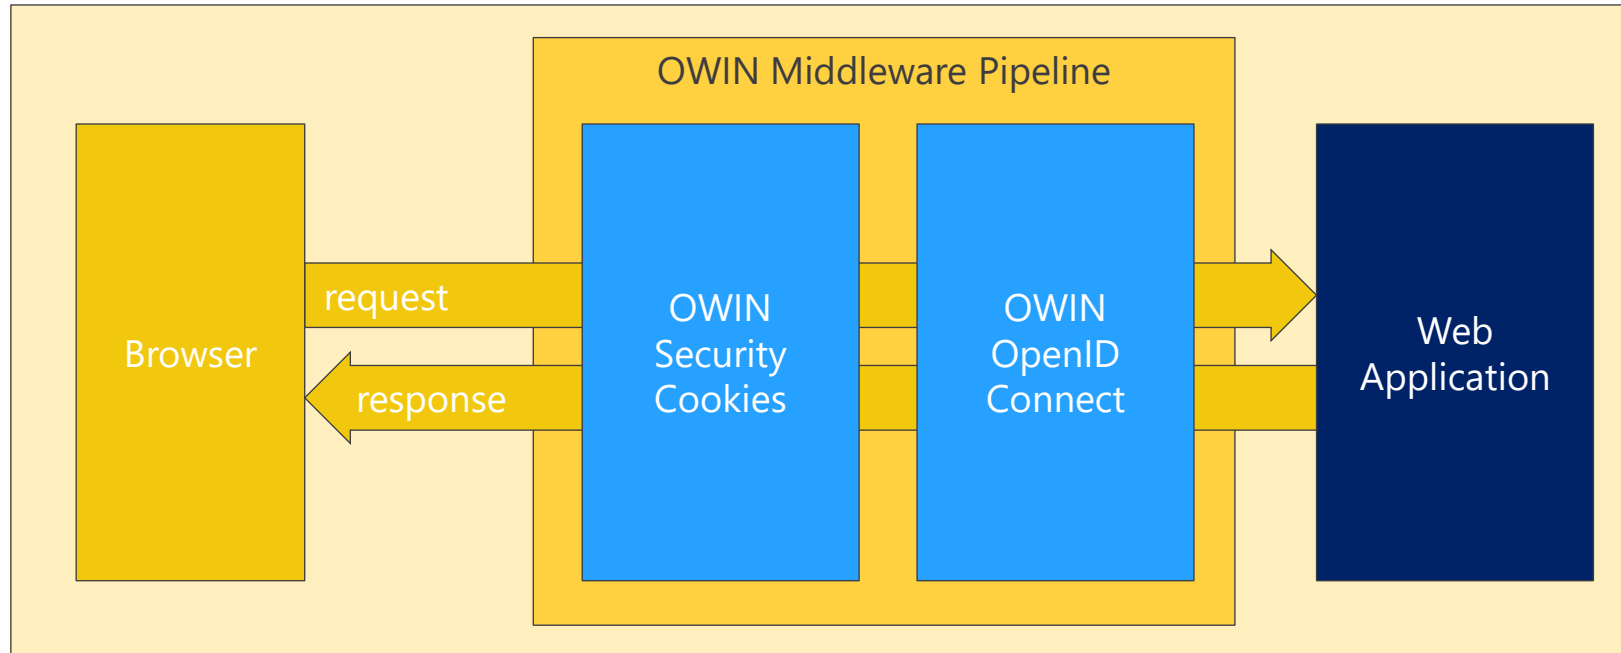 OWIN Middleware Pipeline
Browser
request
response
OWIN
Security
Cookies
OWIN
OpenID
Connect
Web
Application